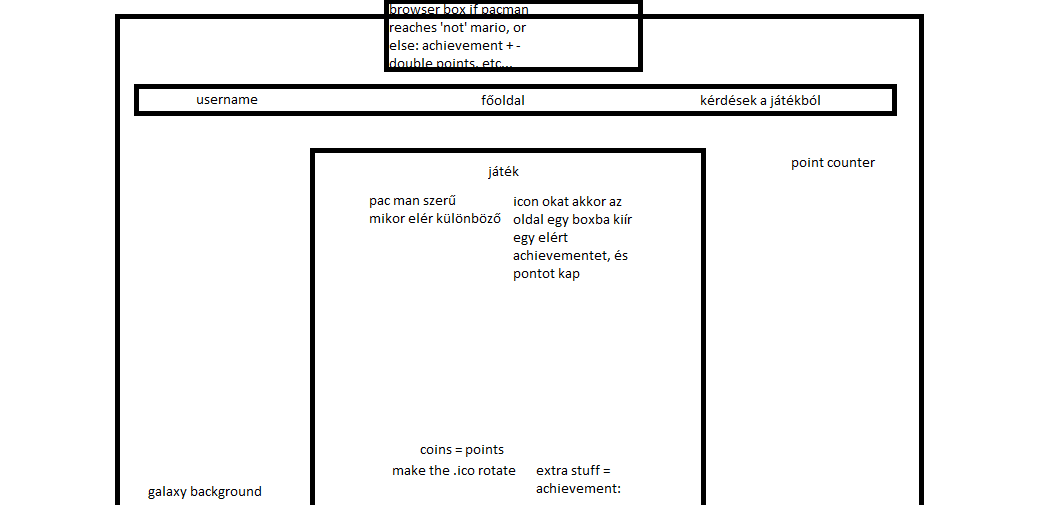 browser box if pacman
reaches 'not' mario, or
else: achievement + -
double points, etc...
username
főoldal
kérdések a játékból
point counter
játék
pac man szerű
mikor elér különböző
icon okat akkor az
oldal egy boxba kiír
egy elért
achievementet, és
pontot kap
coins = points
make the .ico rotate
extra stuff =
achievement:
galaxy background